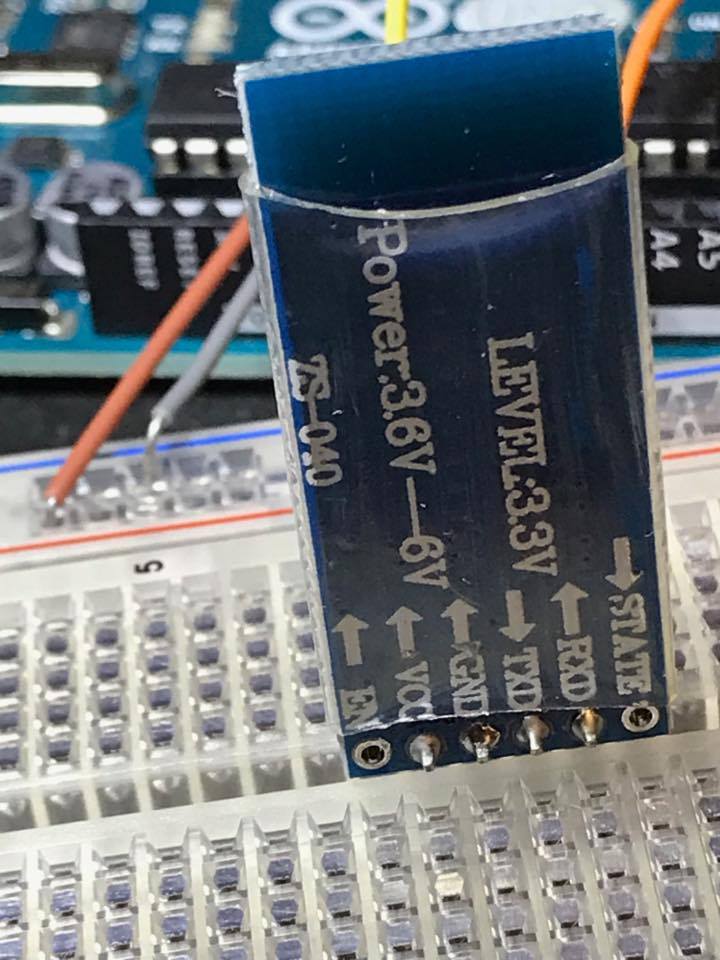 ZS-040
Power:3.6V—6V
LEVEL:3.3V
EN
VCC
GND
TXD
RXD
STATE
A4
A5
5